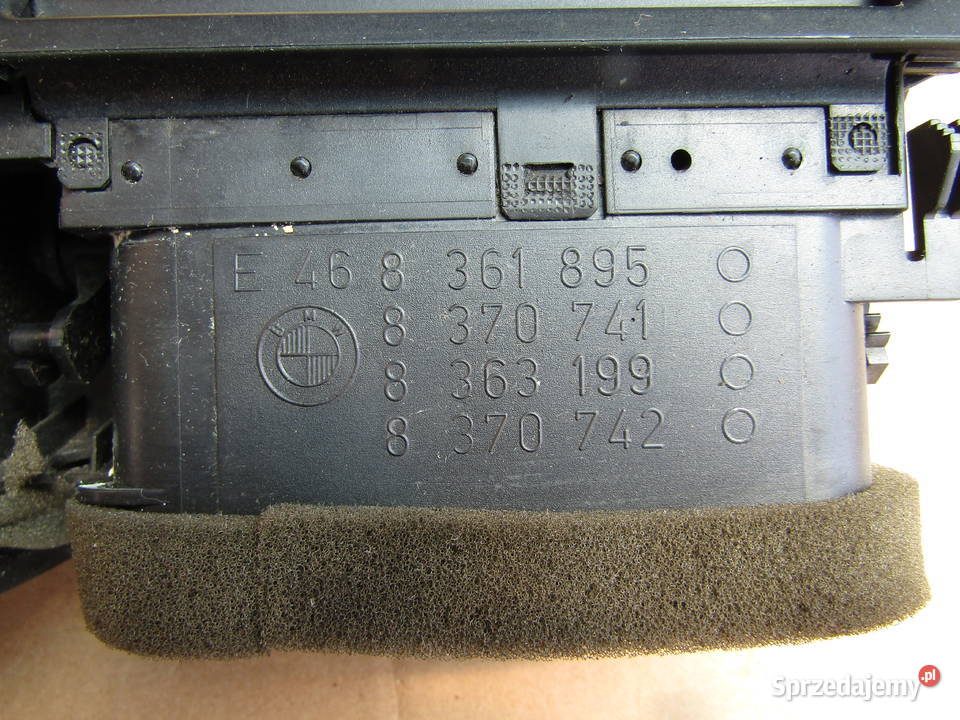 E 46 8 361 895
BMW
8 370 741
8 363 199
8 370 742
Sprzedajemy.pl